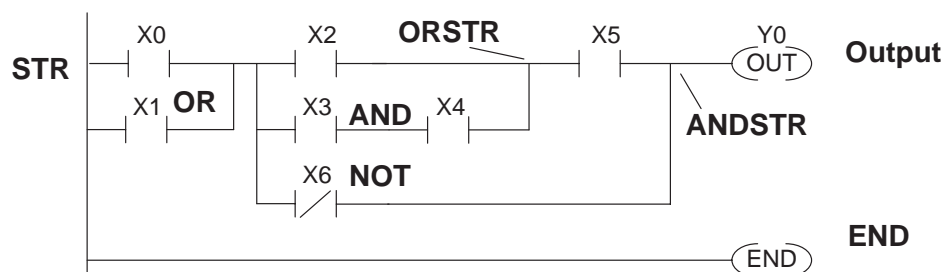 X0 X2 ORSTR X5 Y0
STR OUT Output
X1 OR X3 AND X4
ANDSTR
X6 NOT
END
END